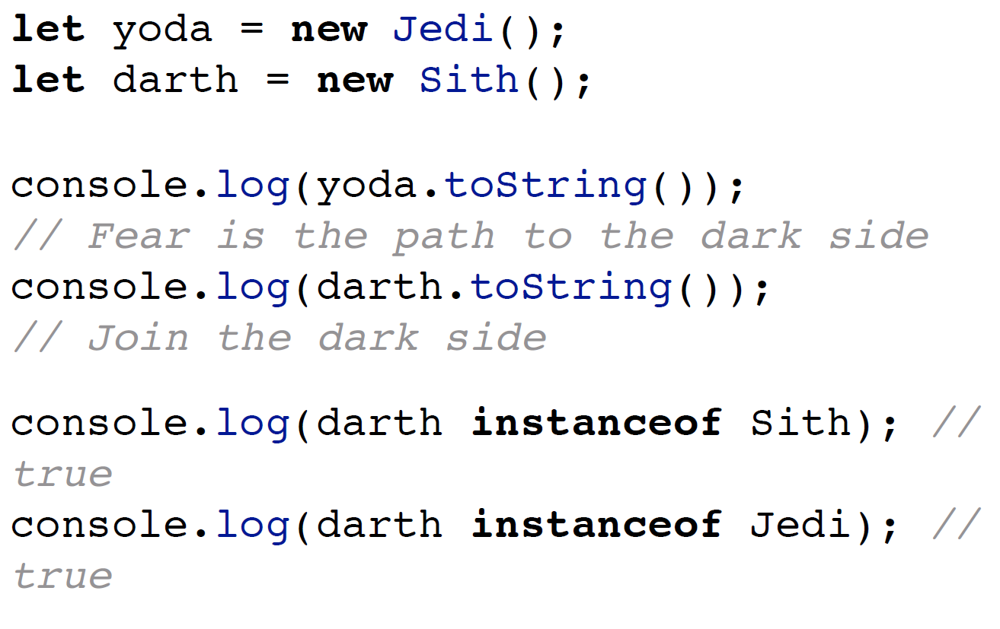 let yoda = new Jedi();
let darth = new Sith();
console.log(yoda.toString());
// Fear is the path to the dark side
console.log(darth.toString());
// Join the dark side
console.log(darth instanceof Sith); //
true
console.log(darth instanceof Jedi); //
true